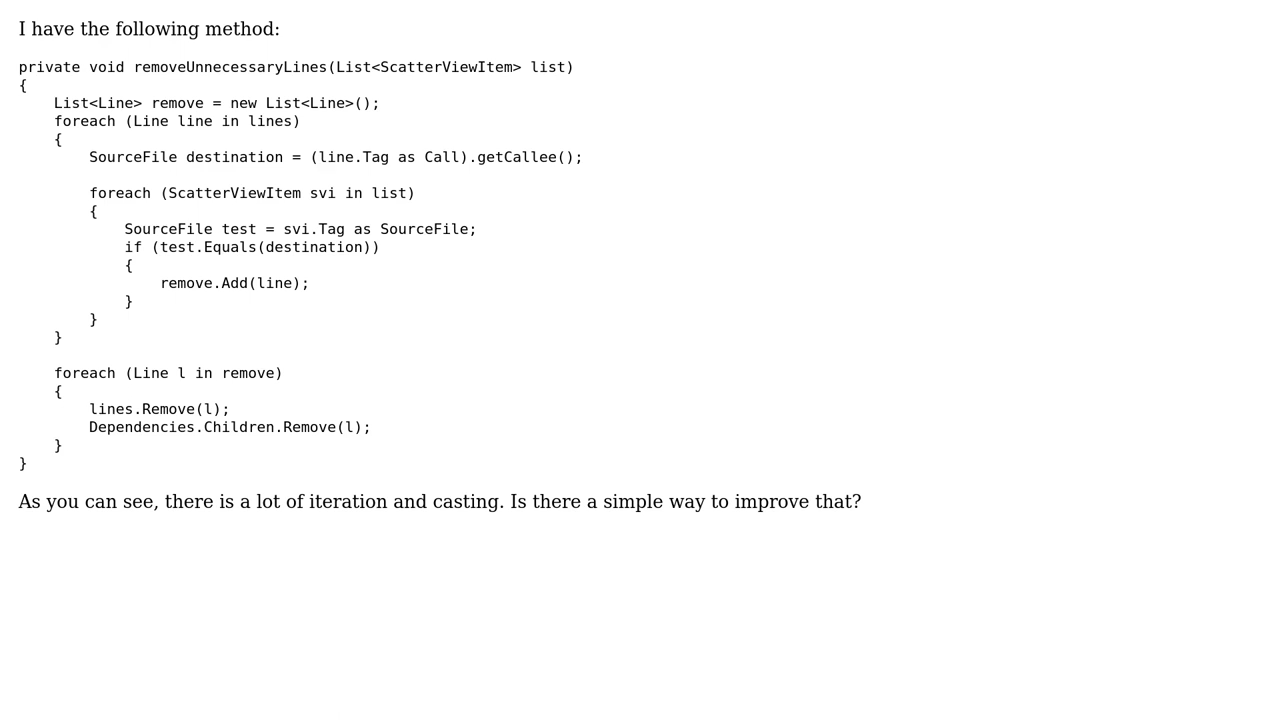 I have the following method:
private void removeUnnecessaryLines(List<ScatterViewItem> list)
{
    List<Line> remove = new List<Line>();
    foreach (Line line in lines)
    {
        SourceFile destination = (line.Tag as Call).getCallee();

        foreach (ScatterViewItem svi in list)
        {
            SourceFile test = svi.Tag as SourceFile;
            if (test.Equals(destination))
            {
                remove.Add(line);
            }
        }
    }

    foreach (Line l in remove)
    {
        lines.Remove(l);
        Dependencies.Children.Remove(l);
    }
}
As you can see, there is a lot of iteration and casting. Is there a simple way to improve that?